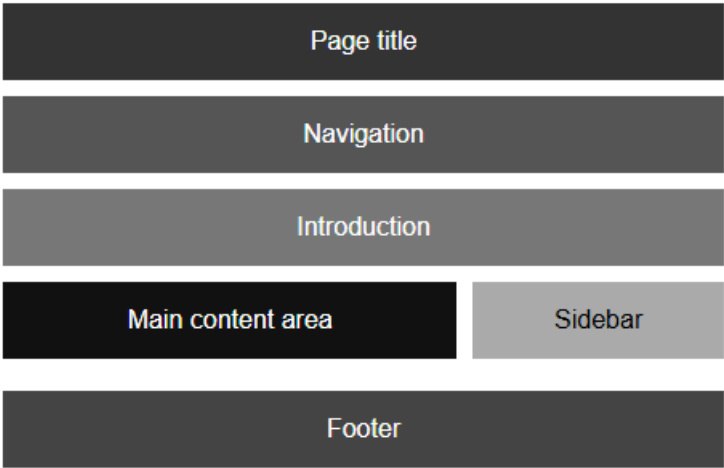 Page title
Navigation
Introduction
Main content area
Sidebar
Footer